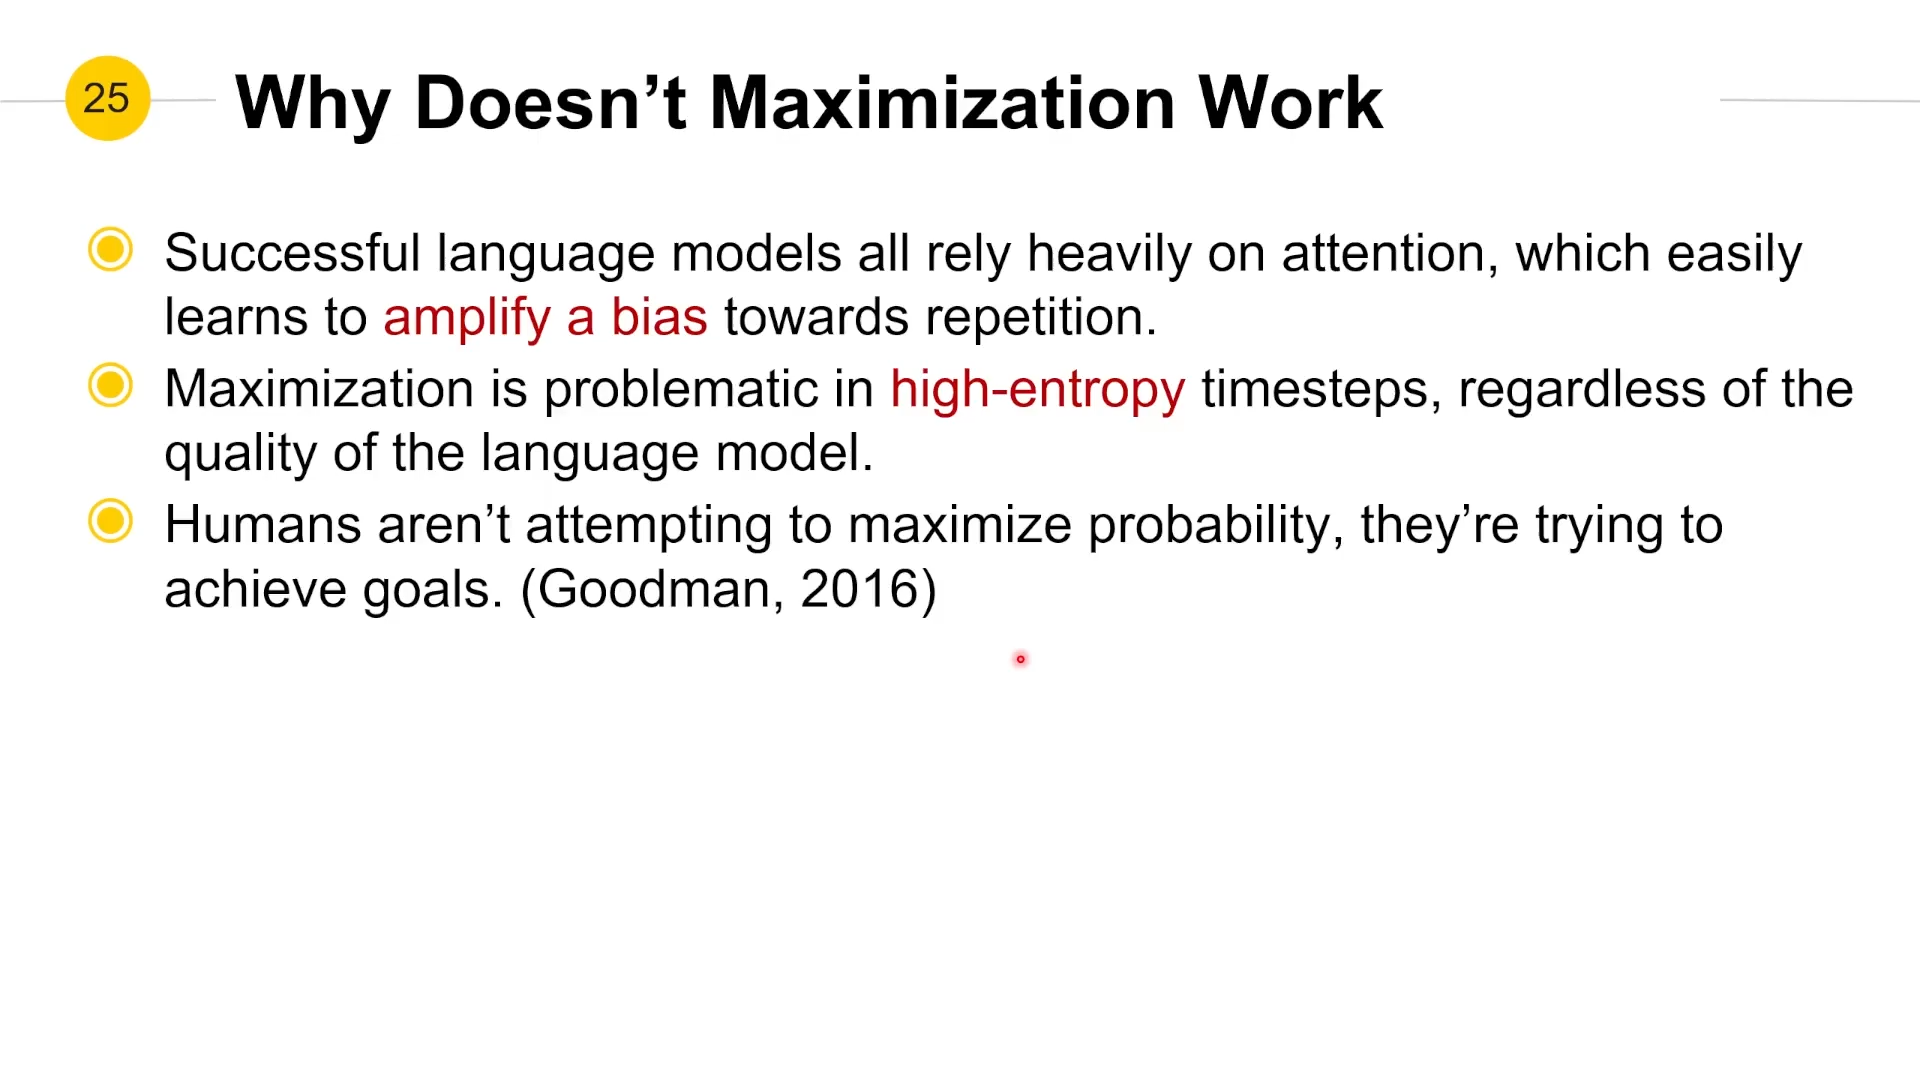 25
Why Doesn’t Maximization Work
Successful language models all rely heavily on attention, which easily
learns to amplify a bias towards repetition.
Maximization is problematic in high-entropy timesteps, regardless of the
quality of the language model.
Humans aren’t attempting to maximize probability, they’re trying to
achieve goals. (Goodman, 2016)